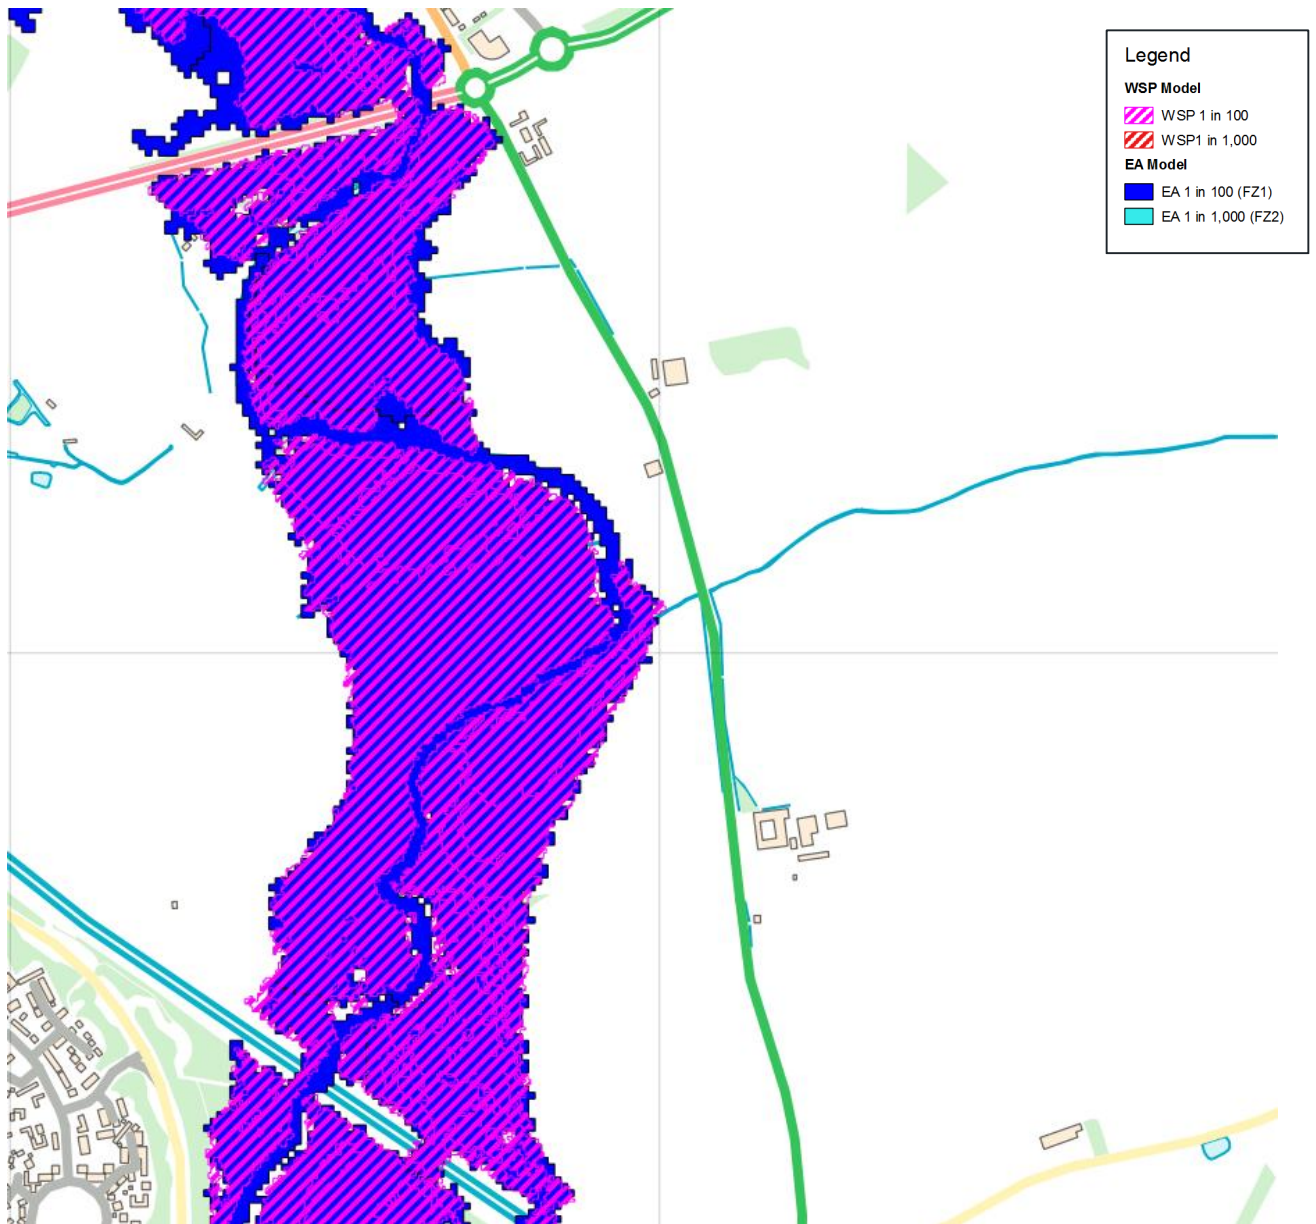 Legend
WSP Model
WSP 1 in 100
WSP1 in 1,000
EA Model
EA 1 in 100 (FZ1)
EA 1 in 1,000 (FZ2)